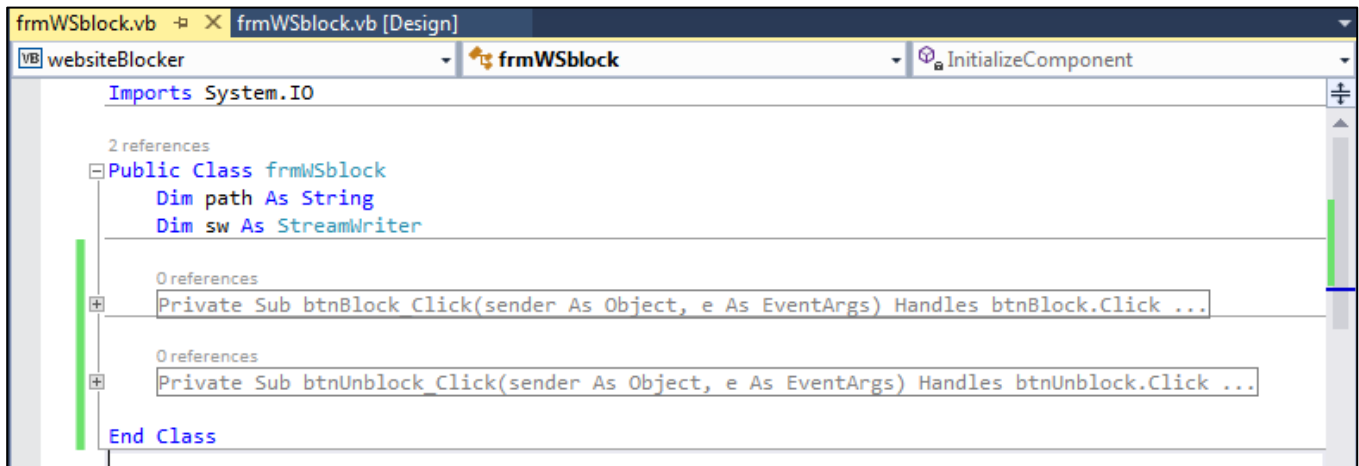 frmWSblock.vb frmWSblock.vb [Design]
VB websiteBlocker frmWSblock InitializeComponent
Imports System.IO
2 references
Public Class frmWSblock
Dim path As String
Dim sw As StreamWriter
0 references
Private Sub btnBlock_Click(sender As Object, e As EventArgs) Handles btnBlock.Click ...
0 references
Private Sub btnUnblock_Click(sender As Object, e As EventArgs) Handles btnUnblock.Click ...
End Class